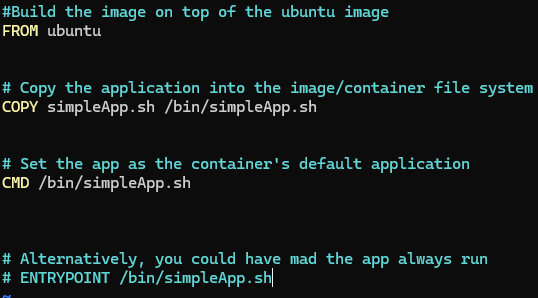 #Build the image on top of the ubuntu image
FROM ubuntu
# Copy the application into the image/container file system
COPY simpleApp.sh /bin/simpleApp.sh
# Set the app as the container's default application
CMD /bin/simpleApp.sh
# Alternatively, you could have mad the app always run
# ENTRYPOINT /bin/simpleApp.sh
~